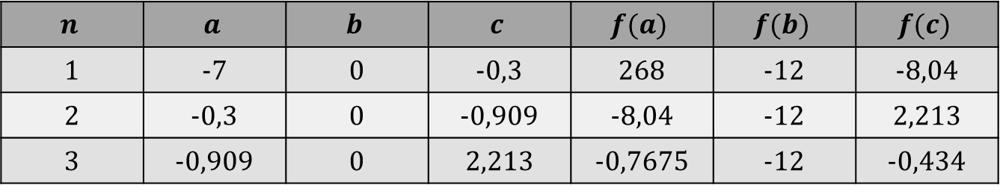 n a b c f(a) f(b) f(c)
1 -7 0 -0,3 268 -12 -8,04
2 -0,3 0 -0,909 -8,04 -12 2,213
3 -0,909 0 2,213 -0,7675 -12 -0,434